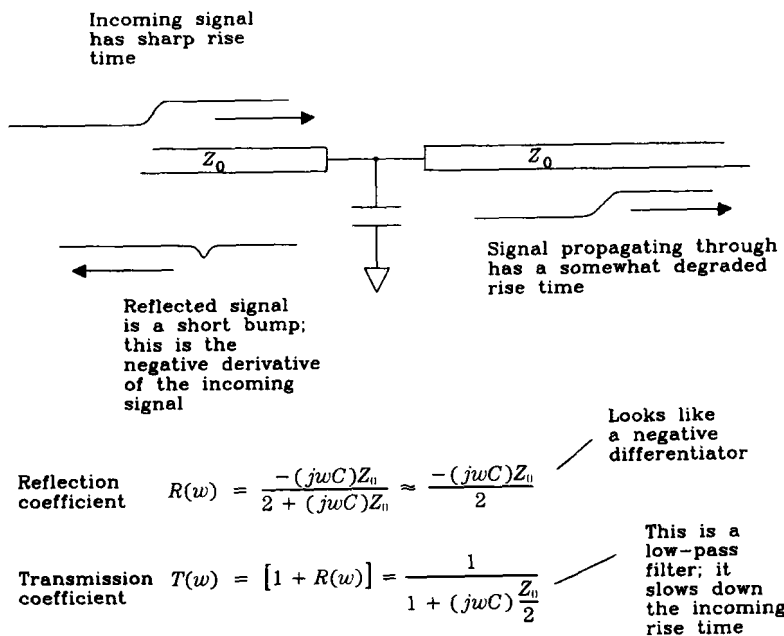 Incoming signal
has sharp rise
time
Z₀
Z₀
Signal propagating through
has a somewhat degraded
rise time
Reflected signal
is a short bump;
this is the
negative derivative
of the incoming
signal
Looks like
a negative
differentiator
Reflection
coefficient
R(w) = −(jwC)Z₀ / 2 + (jwC)Z₀ ≈ −(jwC)Z₀ / 2
This is a
low-pass
filter; it
slows down
the incoming
rise time
Transmission
coefficient
T(w) = [1 + R(w)] = 1 / 1 + (jwC) Z₀ / 2